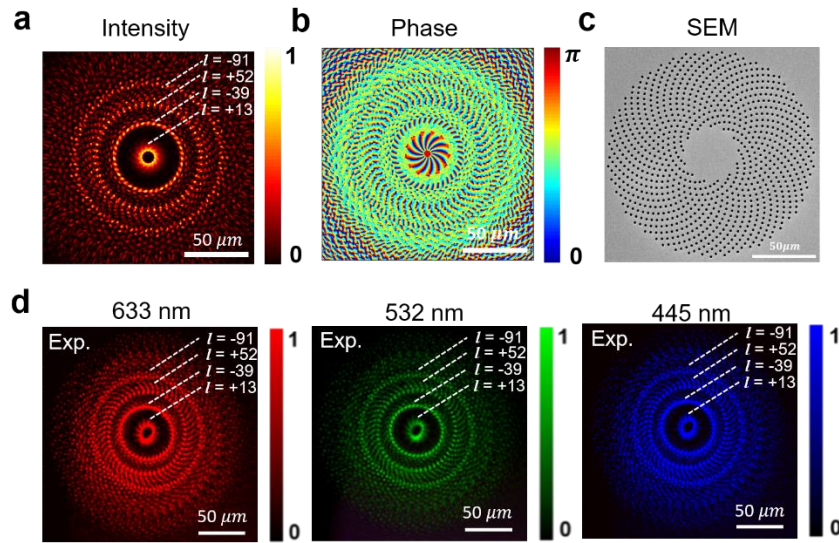 a
Intensity
l = -91
l = +52
l = -39
l = +13
50 μm
1
0
b
Phase
50 μm
π
0
c
SEM
50μm
d
633 nm
Exp.
l = -91
l = +52
l = -39
l = +13
50 μm
1
0
532 nm
Exp.
l = -91
l = +52
l = -39
l = +13
50 μm
1
0
445 nm
Exp.
l = -91
l = +52
l = -39
l = +13
50 μm
1
0